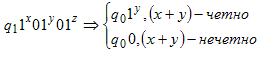 q₁1ˣ01ʸ01ᶻ ⇒ { q₀1ʸ, (x + y) – четно
q₀0, (x + y) – нечетно